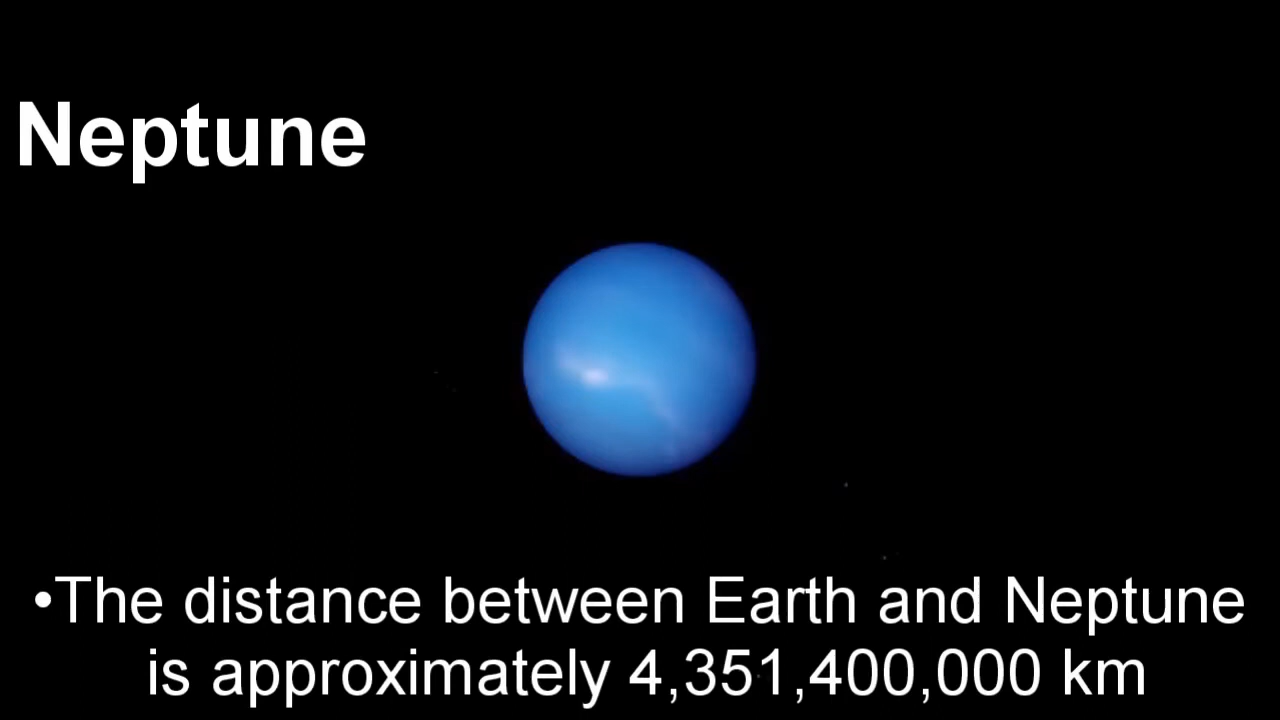 Neptune
•The distance between Earth and Neptune
is approximately 4,351,400,000 km